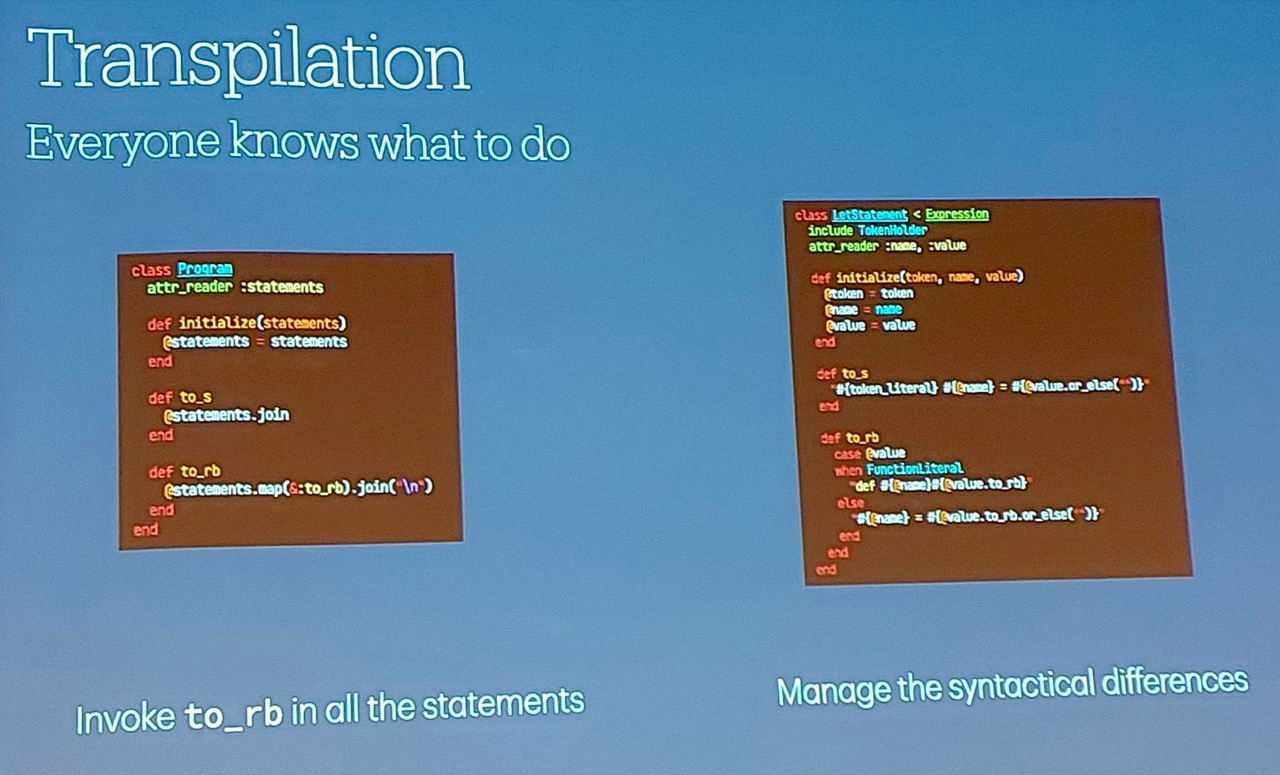 Transpilation
Everyone knows what to do
class Program
attr_reader :statements
def initialize(statements)
@statements = statements
end
def to_s
@statements.join
end
def to_rb
@statements.map(&:to_rb).join("\n")
end
end
Invoke to_rb in all the statements
class LetStatement < Expression
include TokenHolder
attr_reader :name, :value
def initialize(token, name, value)
@token = token
@name = name
@value = value
end
def to_s
"#{token_literal} #{@name} = #{@value.or_else("")}"
end
def to_rb
case @value
when FunctionLiteral
"def #{@name}#{@value.to_rb}"
else
"#{@name} = #{@value.to_rb.or_else("")}"
end
end
end
Manage the syntactical differences